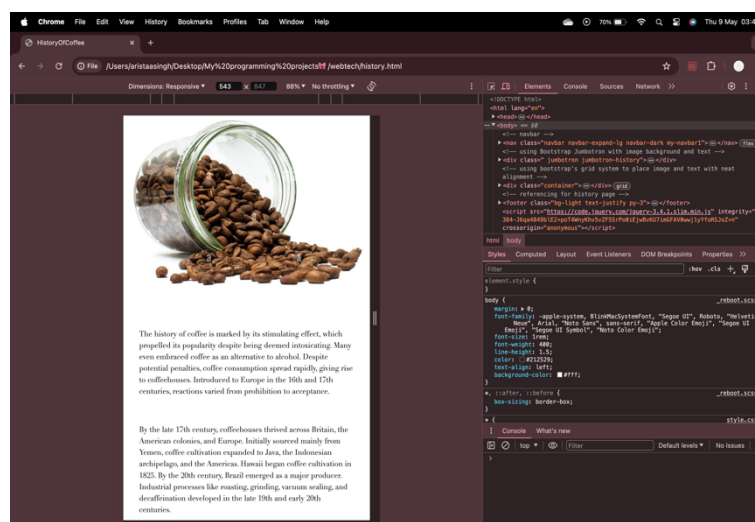 Chrome File Edit View History Bookmarks Profiles Tab Window Help 70% Thu 9 May 03:4
HistoryOfCoffee
File /Users/aristaasingh/Desktop/My%20programming%20projects /webtech/history.html
Dimensions: Responsive 543 x 847 88% No throttling
Elements Console Sources Network
<!DOCTYPE html>
<html lang="en">
<head> </head>
<body> == $0
<!-- navbar -->
<nav class="navbar navbar-expand-lg navbar-dark my-navbar1"> </nav> flex
<!-- using Bootstrap Jumbotron with image background and text -->
<div class=" jumbotron jumbotron-history"> </div>
<!-- using bootstrap's grid system to place image and text with neat
alignment -->
<div class="container"> </div> grid
<!-- referencing for history page -->
<footer class="bg-light text-justify py-3"> </footer>
<script src="https://code.jquery.com/jquery-3.4.1.slim.min.js" integrity="
crossorigin="anonymous"></script>
html body
Styles Computed Layout Event Listeners DOM Breakpoints Properties
Filter :hov .cls
element.style {
}
body { _reboot.scs
margin: 0;
font-family: -apple-system, BlinkMacSystemFont, "Segoe UI", Roboto, "Helveti
Neue", Arial, "Noto Sans", sans-serif, "Apple Color Emoji", "Segoe UI
Emoji", "Segoe UI Symbol", "Noto Color Emoji";
font-size: 1rem;
font-weight: 400;
line-height: 1.5;
color: #212529;
text-align: left;
background-color: #fff;
}
*, ::after, ::before { _reboot.scs
box-sizing: border-box;
}
* { style.cs
Console What's new
top Filter Default levels No Issues
The history of coffee is marked by its stimulating effect, which
propelled its popularity despite being deemed intoxicating. Many
even embraced coffee as an alternative to alcohol. Despite
potential penalties, coffee consumption spread rapidly, giving rise
to coffeehouses. Introduced to Europe in the 16th and 17th
centuries, reactions varied from prohibition to acceptance.
By the late 17th century, coffeehouses thrived across Britain, the
American colonies, and Europe. Initially sourced mainly from
Yemen, coffee cultivation expanded to Java, the Indonesian
archipelago, and the Americas. Hawaii began coffee cultivation in
1825. By the 20th century, Brazil emerged as a major producer.
Industrial processes like roasting, grinding, vacuum sealing, and
decaffeination developed in the late 19th and early 20th
centuries.